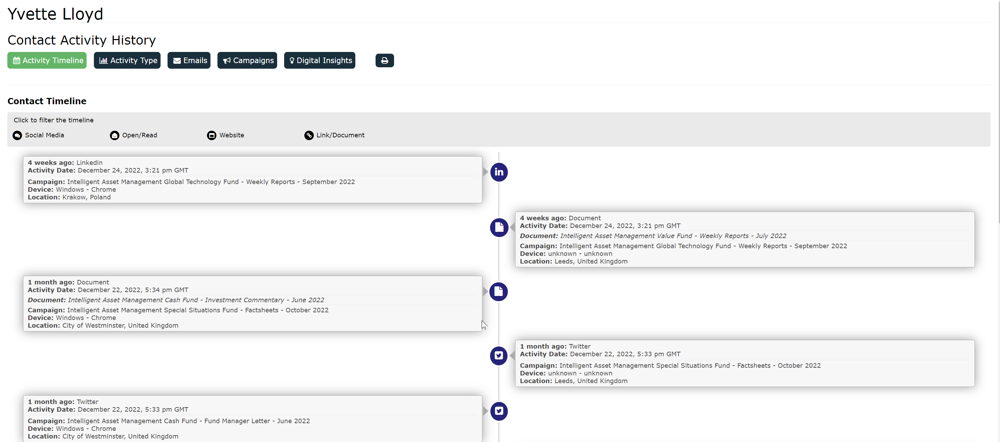 Yvette Lloyd
Contact Activity History
Activity Timeline
Activity Type
Emails
Campaigns
Digital Insights
Contact Timeline
Click to filter the timeline
Social Media
Open/Read
Website
Link/Document
4 weeks ago: Linkedin
Activity Date: December 24, 2022, 3:21 pm GMT
Campaign: Intelligent Asset Management Global Technology Fund - Weekly Reports - September 2022
Device: Windows - Chrome
Location: Krakow, Poland
in
4 weeks ago: Document
Activity Date: December 24, 2022, 3:21 pm GMT
Document: Intelligent Asset Management Value Fund - Weekly Reports - July 2022
Campaign: Intelligent Asset Management Global Technology Fund - Weekly Reports - September 2022
Device: unknown - unknown
Location: Leeds, United Kingdom
1 month ago: Document
Activity Date: December 22, 2022, 5:34 pm GMT
Document: Intelligent Asset Management Cash Fund - Investment Commentary - June 2022
Campaign: Intelligent Asset Management Special Situations Fund - Factsheets - October 2022
Device: Windows - Chrome
Location: City of Westminster, United Kingdom
1 month ago: Twitter
Activity Date: December 22, 2022, 5:33 pm GMT
Campaign: Intelligent Asset Management Special Situations Fund - Factsheets - October 2022
Device: unknown - unknown
Location: Leeds, United Kingdom
1 month ago: Twitter
Activity Date: December 22, 2022, 5:33 pm GMT
Campaign: Intelligent Asset Management Cash Fund - Fund Manager Letter - June 2022
Device: Windows - Chrome
Location: City of Westminster, United Kingdom